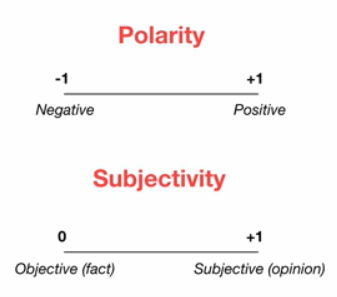 Polarity
-1 +1
Negative Positive
Subjectivity
0 +1
Objective (fact) Subjective (opinion)